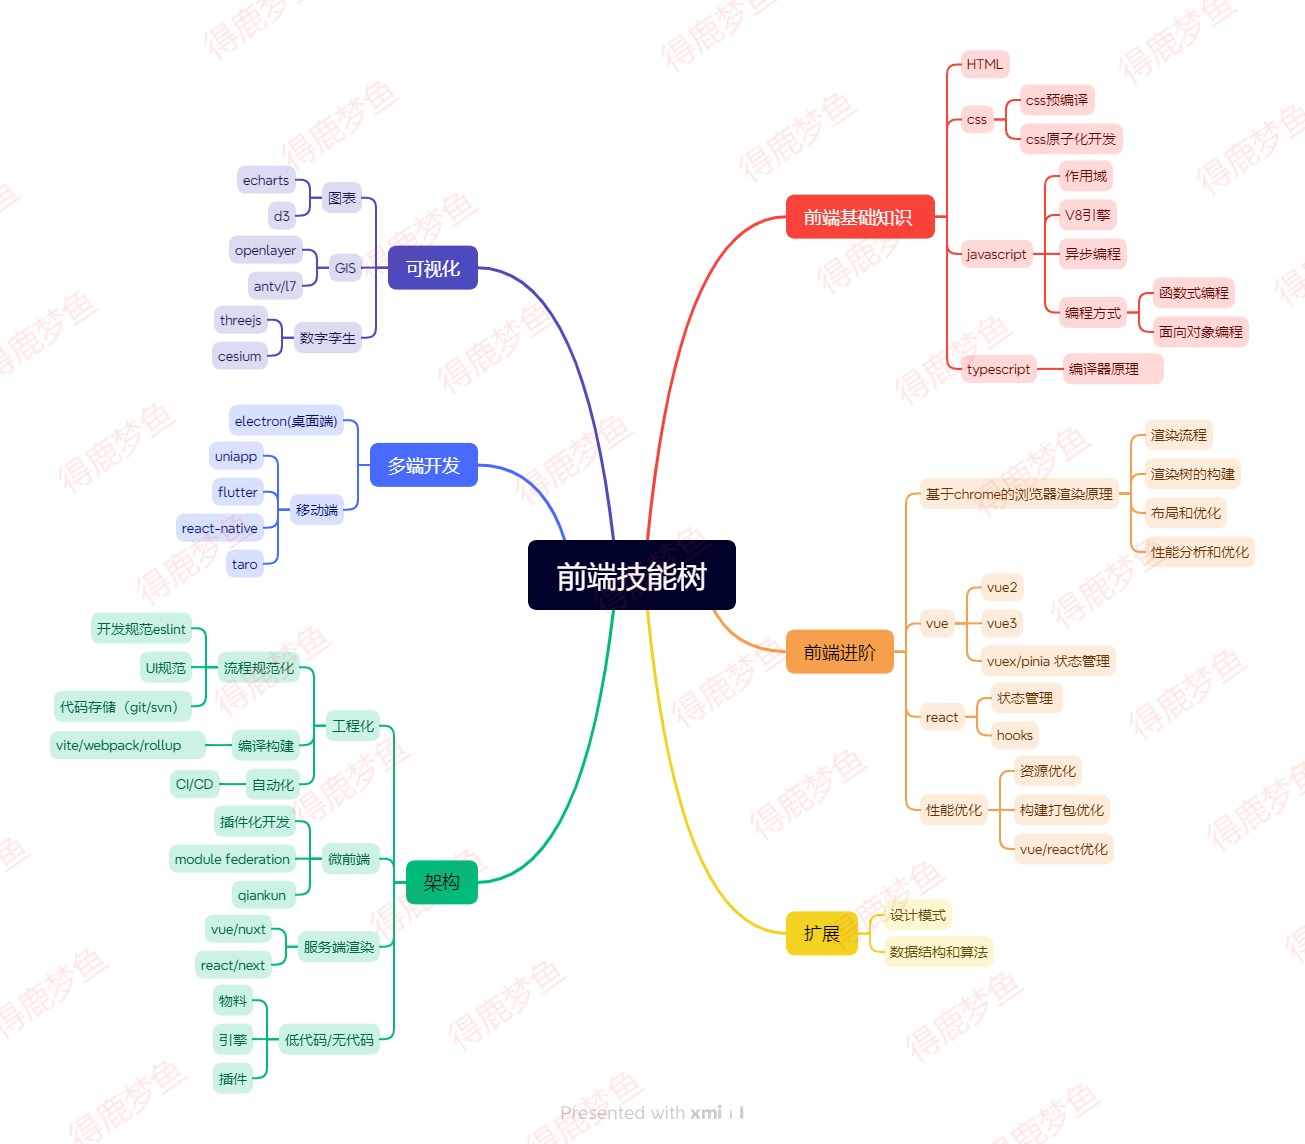 前端技能树
前端基础知识
HTML
css
css预编译
css原子化开发
javascript
作用域
V8引擎
异步编程
编程方式
函数式编程
面向对象编程
typescript
编译器原理
前端进阶
基于chrome的浏览器渲染原理
渲染流程
渲染树的构建
布局和优化
性能分析和优化
vue
vue2
vue3
vuex/pinia 状态管理
react
状态管理
hooks
性能优化
资源优化
构建打包优化
vue/react优化
扩展
设计模式
数据结构和算法
可视化
图表
echarts
d3
GIS
openlayer
antv/l7
数字孪生
threejs
cesium
多端开发
electron(桌面端)
移动端
uniapp
flutter
react-native
taro
架构
工程化
流程规范化
开发规范eslint
UI规范
代码存储（git/svn）
编译构建
vite/webpack/rollup
自动化
CI/CD
微前端
插件化开发
module federation
qiankun
服务端渲染
vue/nuxt
react/next
低代码/无代码
物料
引擎
插件
Presented with
得鹿梦鱼